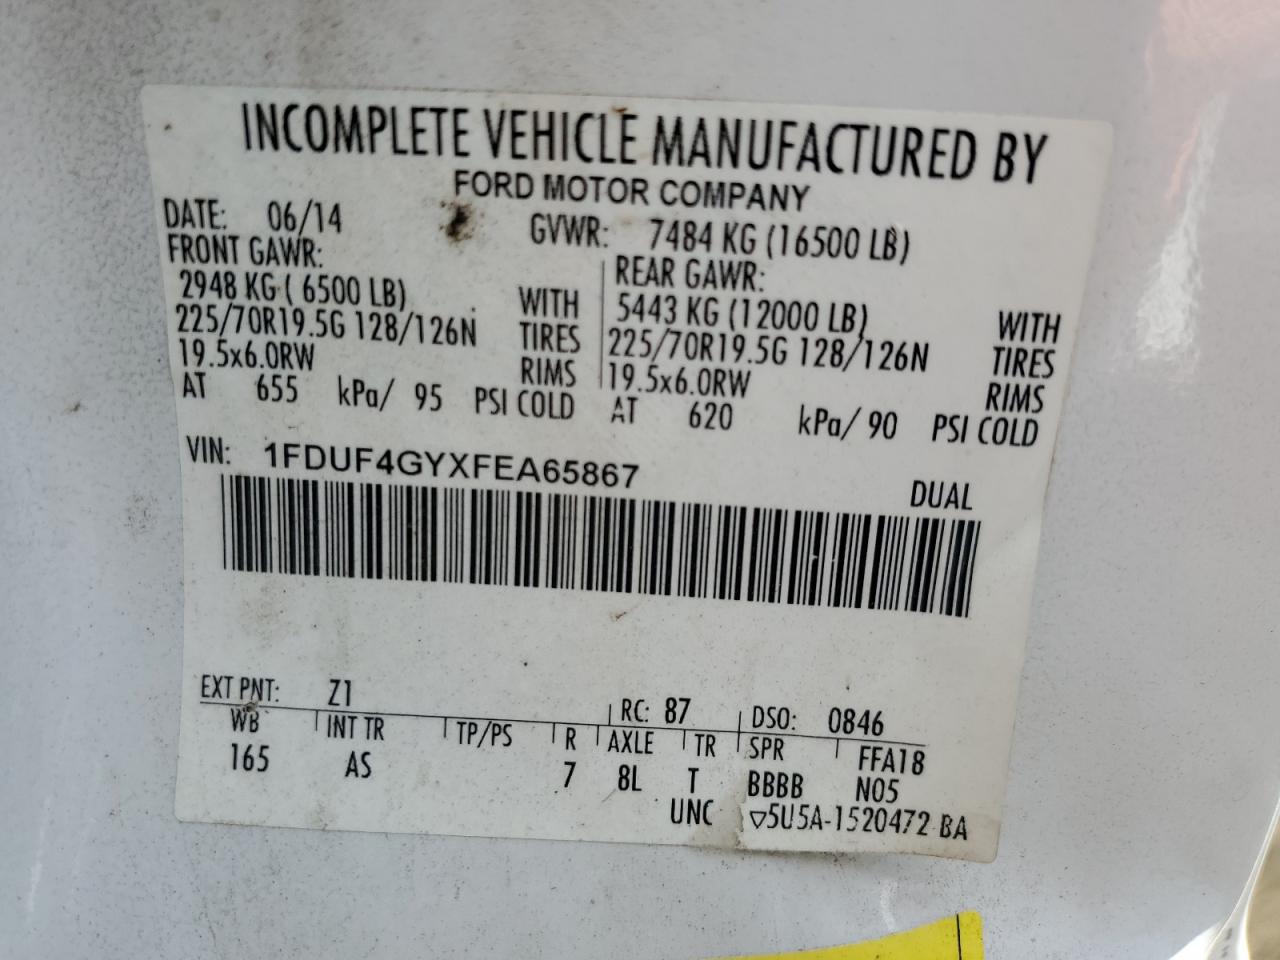 INCOMPLETE VEHICLE MANUFACTURED BY
FORD MOTOR COMPANY
DATE: 06/14 GVWR: 7484 KG (16500 LB)
FRONT GAWR: REAR GAWR:
2948 KG ( 6500 LB) WITH 5443 KG (12000 LB) WITH
225/70R19.5G 128/126N TIRES 225/70R19.5G 128/126N TIRES
19.5x6.0RW RIMS 19.5x6.0RW RIMS
AT 655 kPa/ 95 PSI COLD AT 620 kPa/ 90 PSI COLD
VIN: 1FDUF4GYXFEA65867
DUAL
EXT PNT: Z1 RC: 87 DSO: 0846
WB INT TR TP/PS R AXLE TR SPR FFA18
165 AS 7 8L T BBBB N05
UNC ▽5U5A-1520472 BA